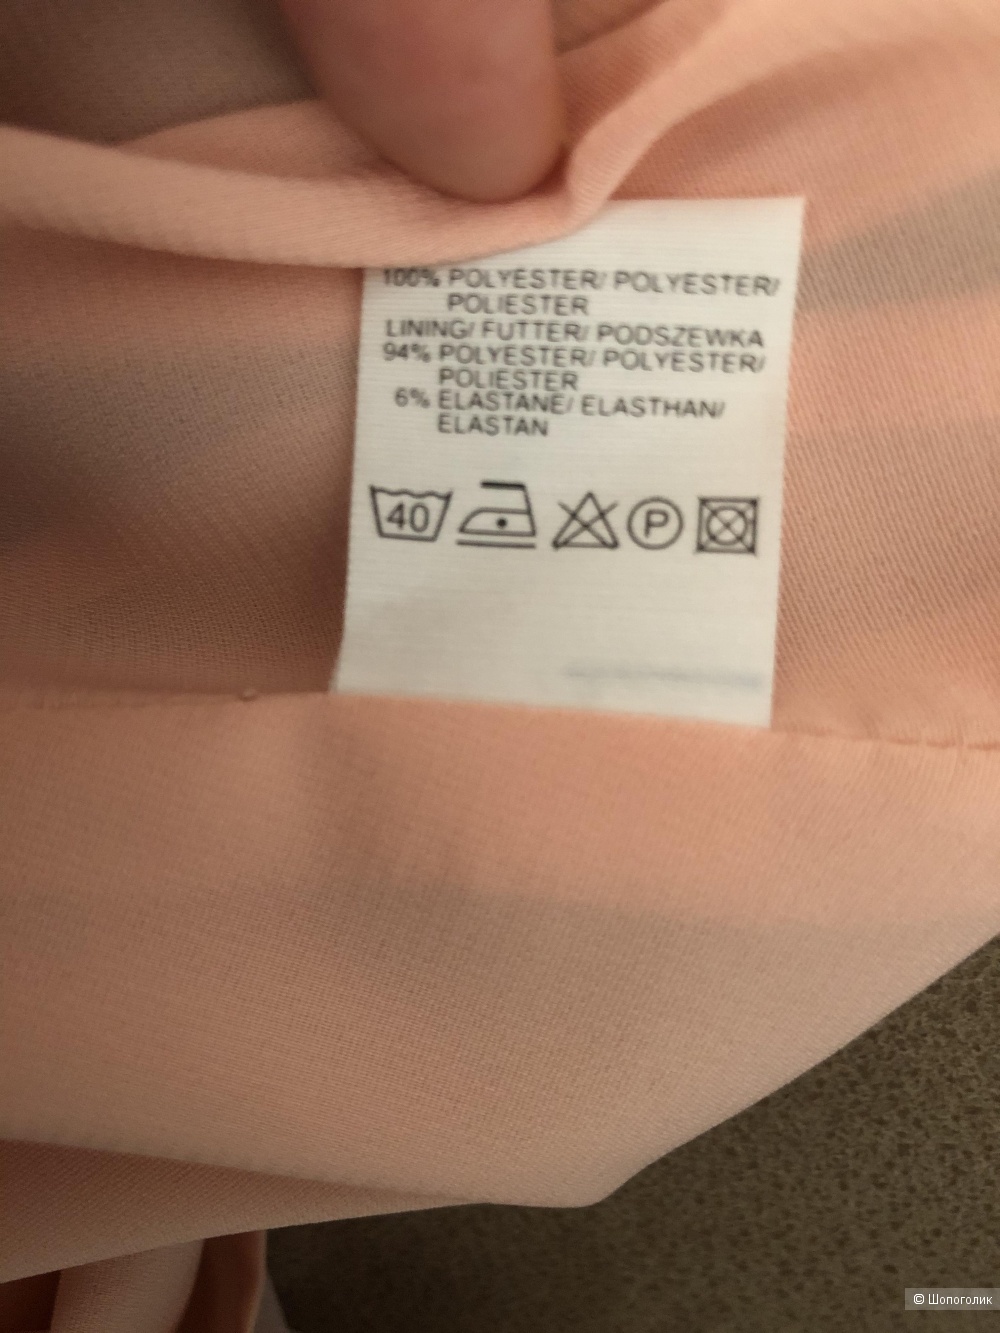 100% POLYESTER/ POLYESTER/
POLIESTER
LINING/ FUTTER/ PODSZEWKA
94% POLYESTER/ POLYESTER/
POLIESTER
6% ELASTANE/ ELASTHAN/
ELASTAN
40 P
© Шопоголик